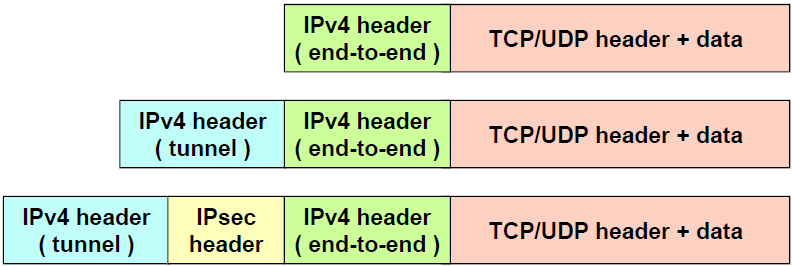 IPv4 header
( end-to-end )
TCP/UDP header + data
IPv4 header
( tunnel )
IPv4 header
( end-to-end )
TCP/UDP header + data
IPv4 header
( tunnel )
IPsec
header
IPv4 header
( end-to-end )
TCP/UDP header + data